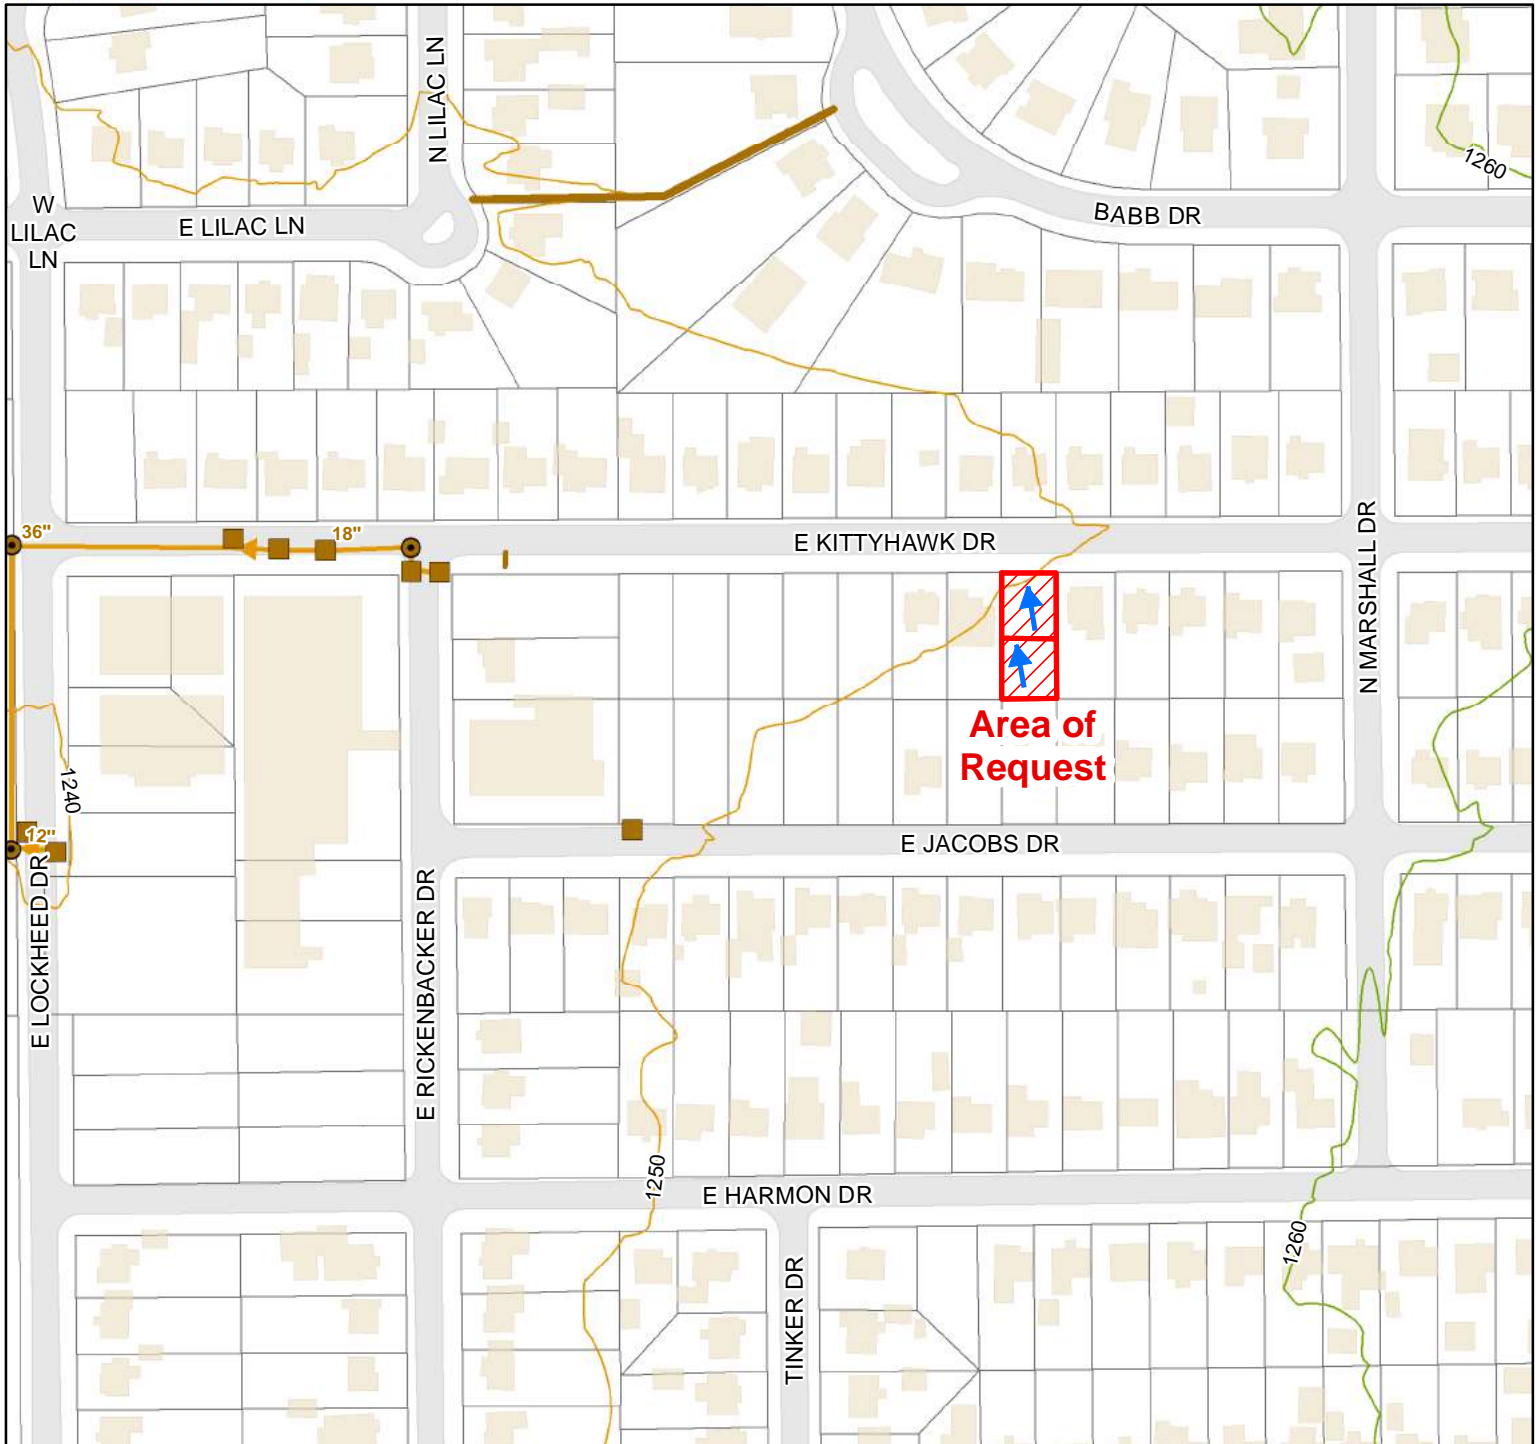 N LILAC LN
1260
W
LILAC
LN
E LILAC LN
BABB DR
36"
18"
E KITTYHAWK DR
N MARSHALL DR
Area of
Request
1240
12"
E JACOBS DR
E LOCKHEED DR
E RICKENBACKER DR
1250
E HARMON DR
1260
TINKER DR